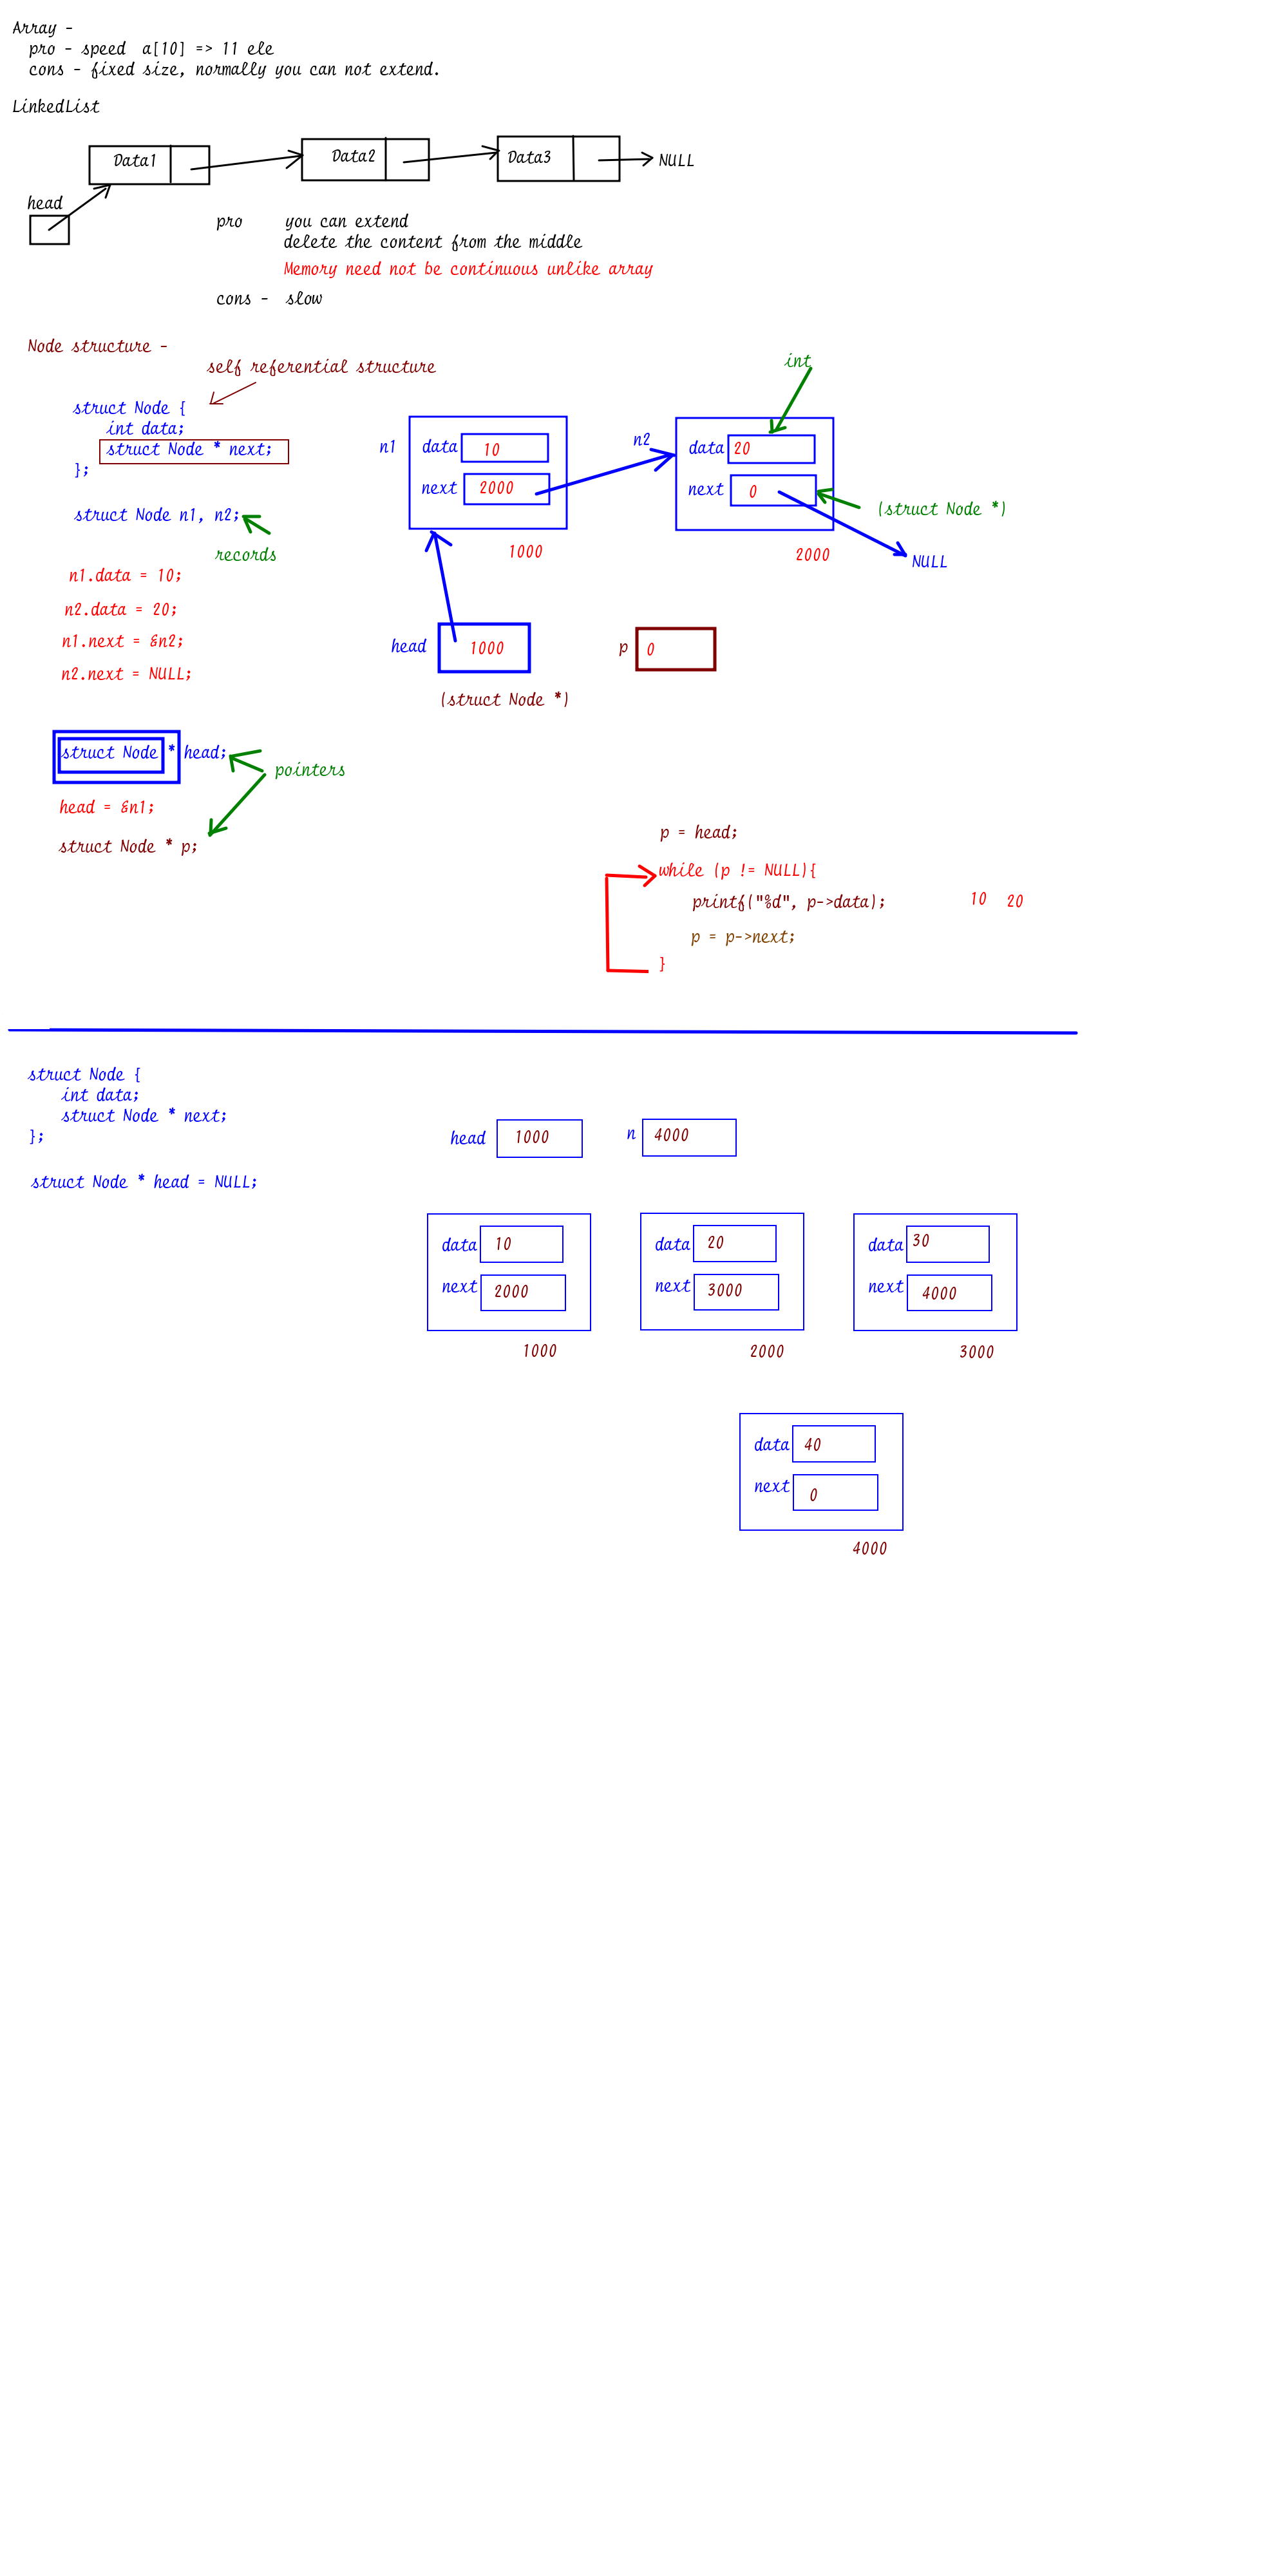 Array -
pro - speed a[10] => 11 ele
cons - fixed size, normally you can not extend.
LinkedList
Data1
Data2
Data3
NULL
head
pro you can extend
delete the content from the middle
Memory need not be continuous unlike array
cons - slow
Node structure -
self referential structure
int
struct Node {
int data;
struct Node * next;
};
n1
data 10
next 2000
1000
n2
data 20
next 0
2000
(struct Node *)
NULL
struct Node n1, n2;
records
n1.data = 10;
n2.data = 20;
n1.next = &n2;
n2.next = NULL;
head 1000
(struct Node *)
p 0
struct Node * head;
pointers
head = &n1;
struct Node * p;
p = head;
while (p != NULL){
printf("%d", p->data);
10 20
p = p->next;
}
struct Node {
int data;
struct Node * next;
};
struct Node * head = NULL;
head 1000
n 4000
data 10
next 2000
1000
data 20
next 3000
2000
data 30
next 4000
3000
data 40
next 0
4000